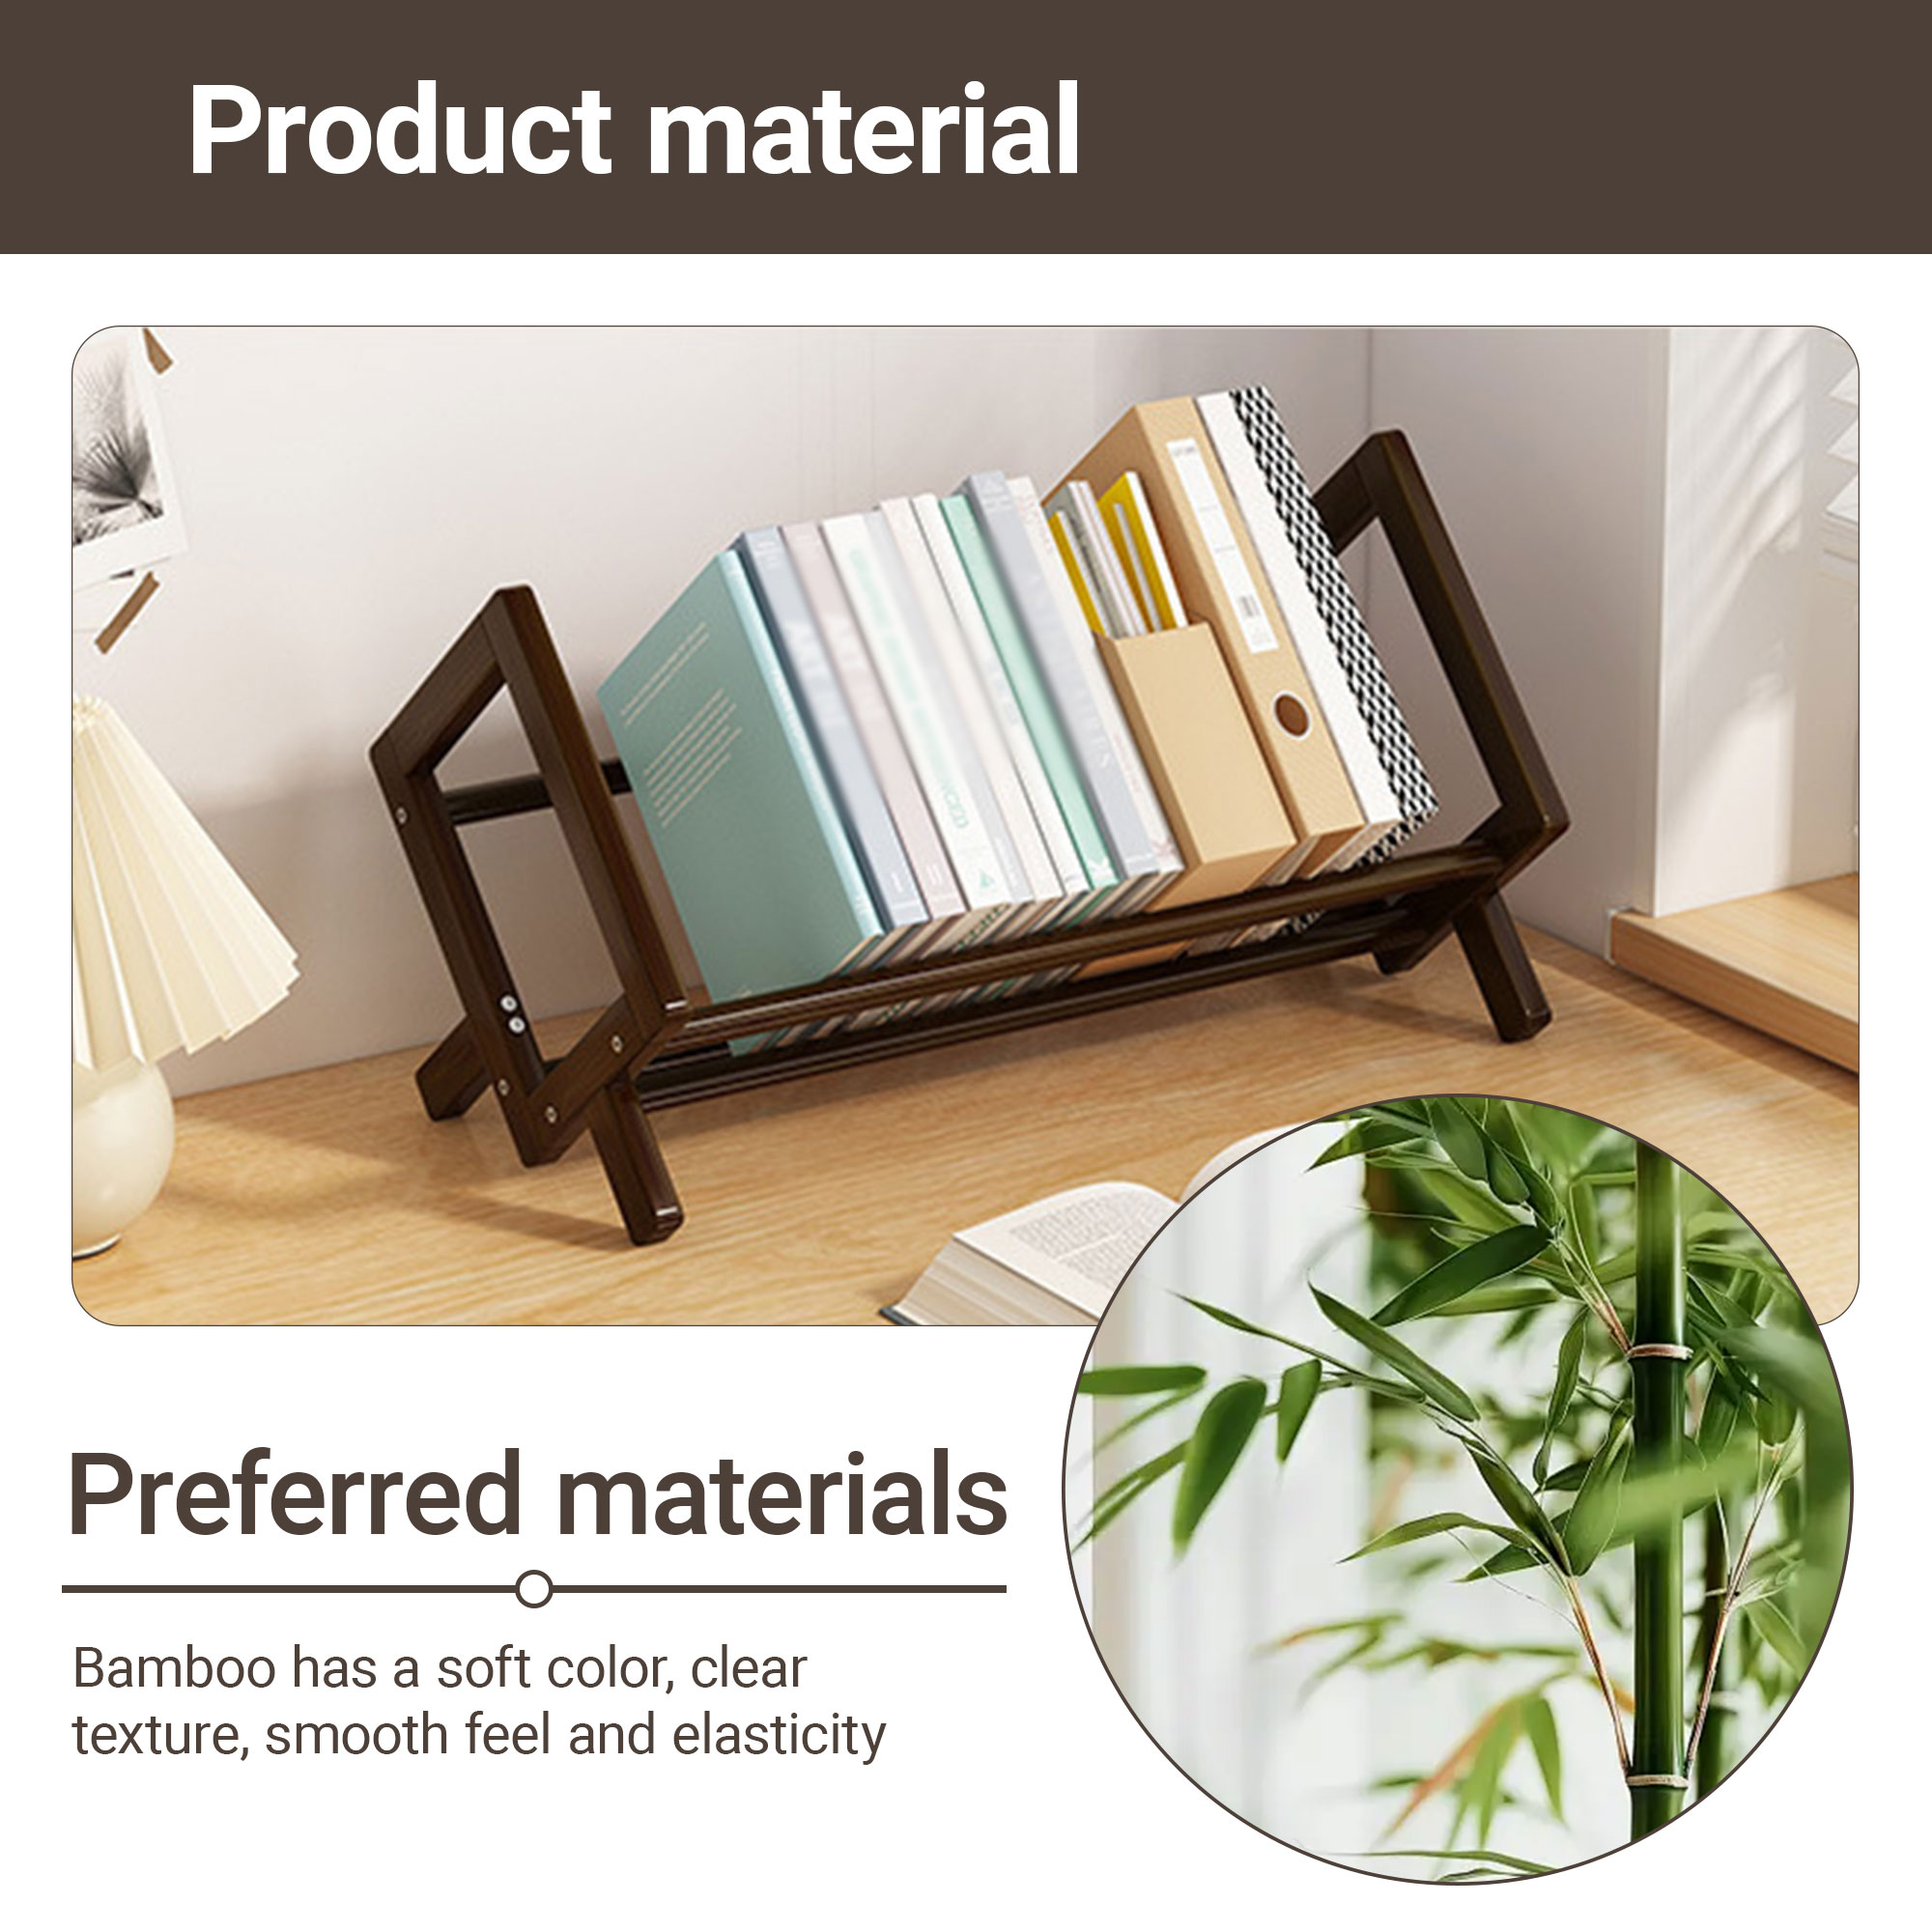 Product material
Preferred materials
Bamboo has a soft color, clear
texture, smooth feel and elasticity